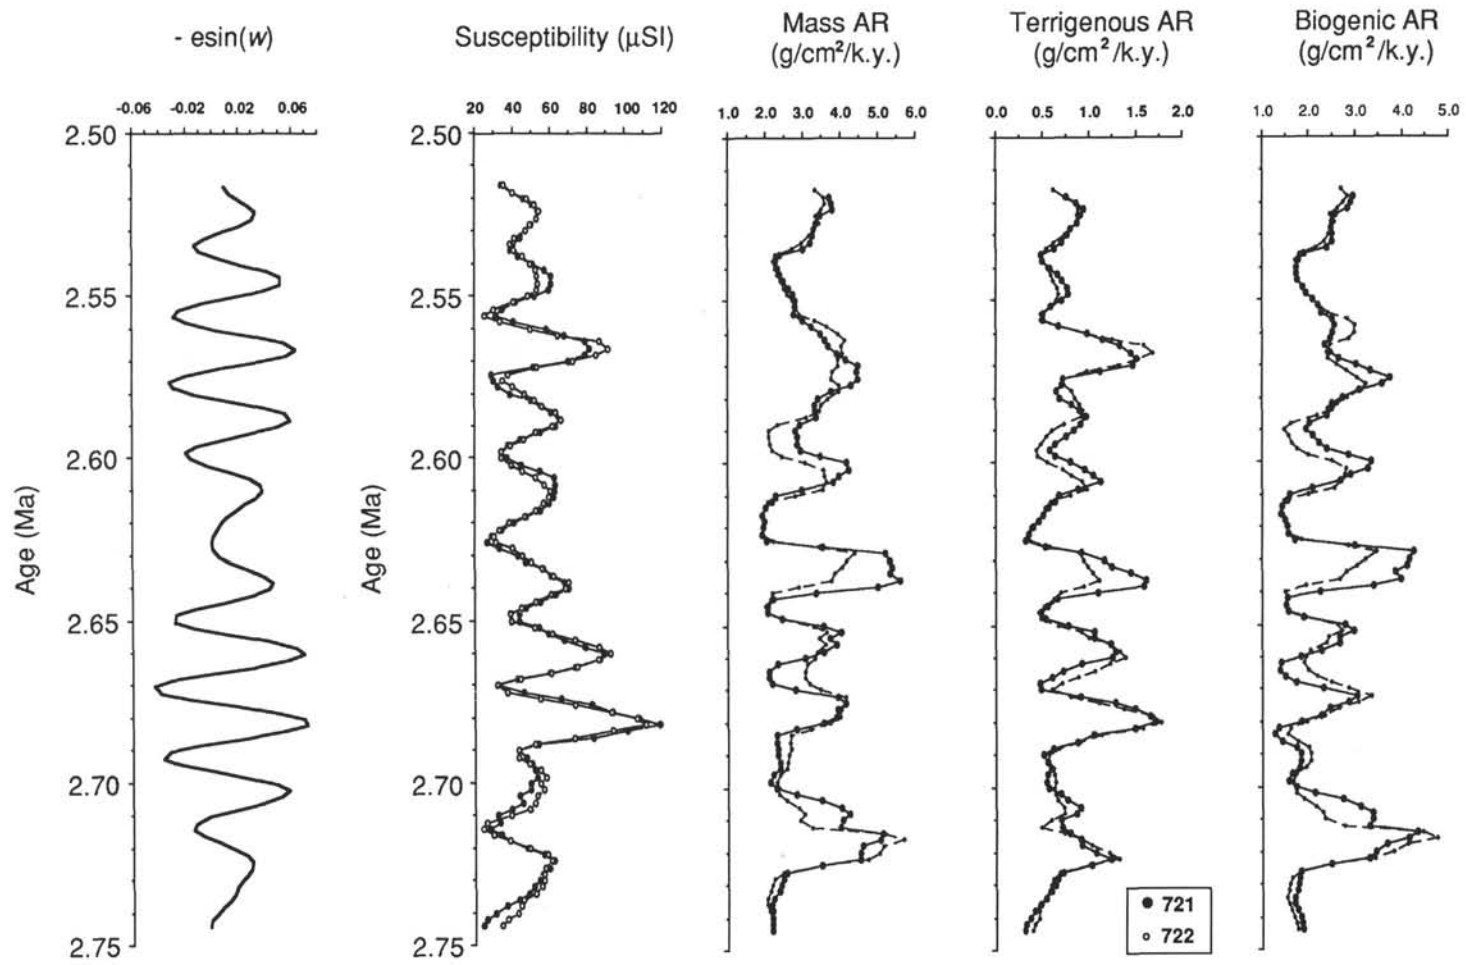 - esin(w)
Susceptibility (µSI)
Mass AR
(g/cm²/k.y.)
Terrigenous AR
(g/cm²/k.y.)
Biogenic AR
(g/cm²/k.y.)
-0.06 -0.02 0.02 0.06
20 40 60 80 100 120
1.0 2.0 3.0 4.0 5.0 6.0
0.0 0.5 1.0 1.5 2.0
1.0 2.0 3.0 4.0 5.0
2.50
2.55
2.60
2.65
2.70
2.75
Age (Ma)
2.50
2.55
2.60
2.65
2.70
2.75
Age (Ma)
721
722